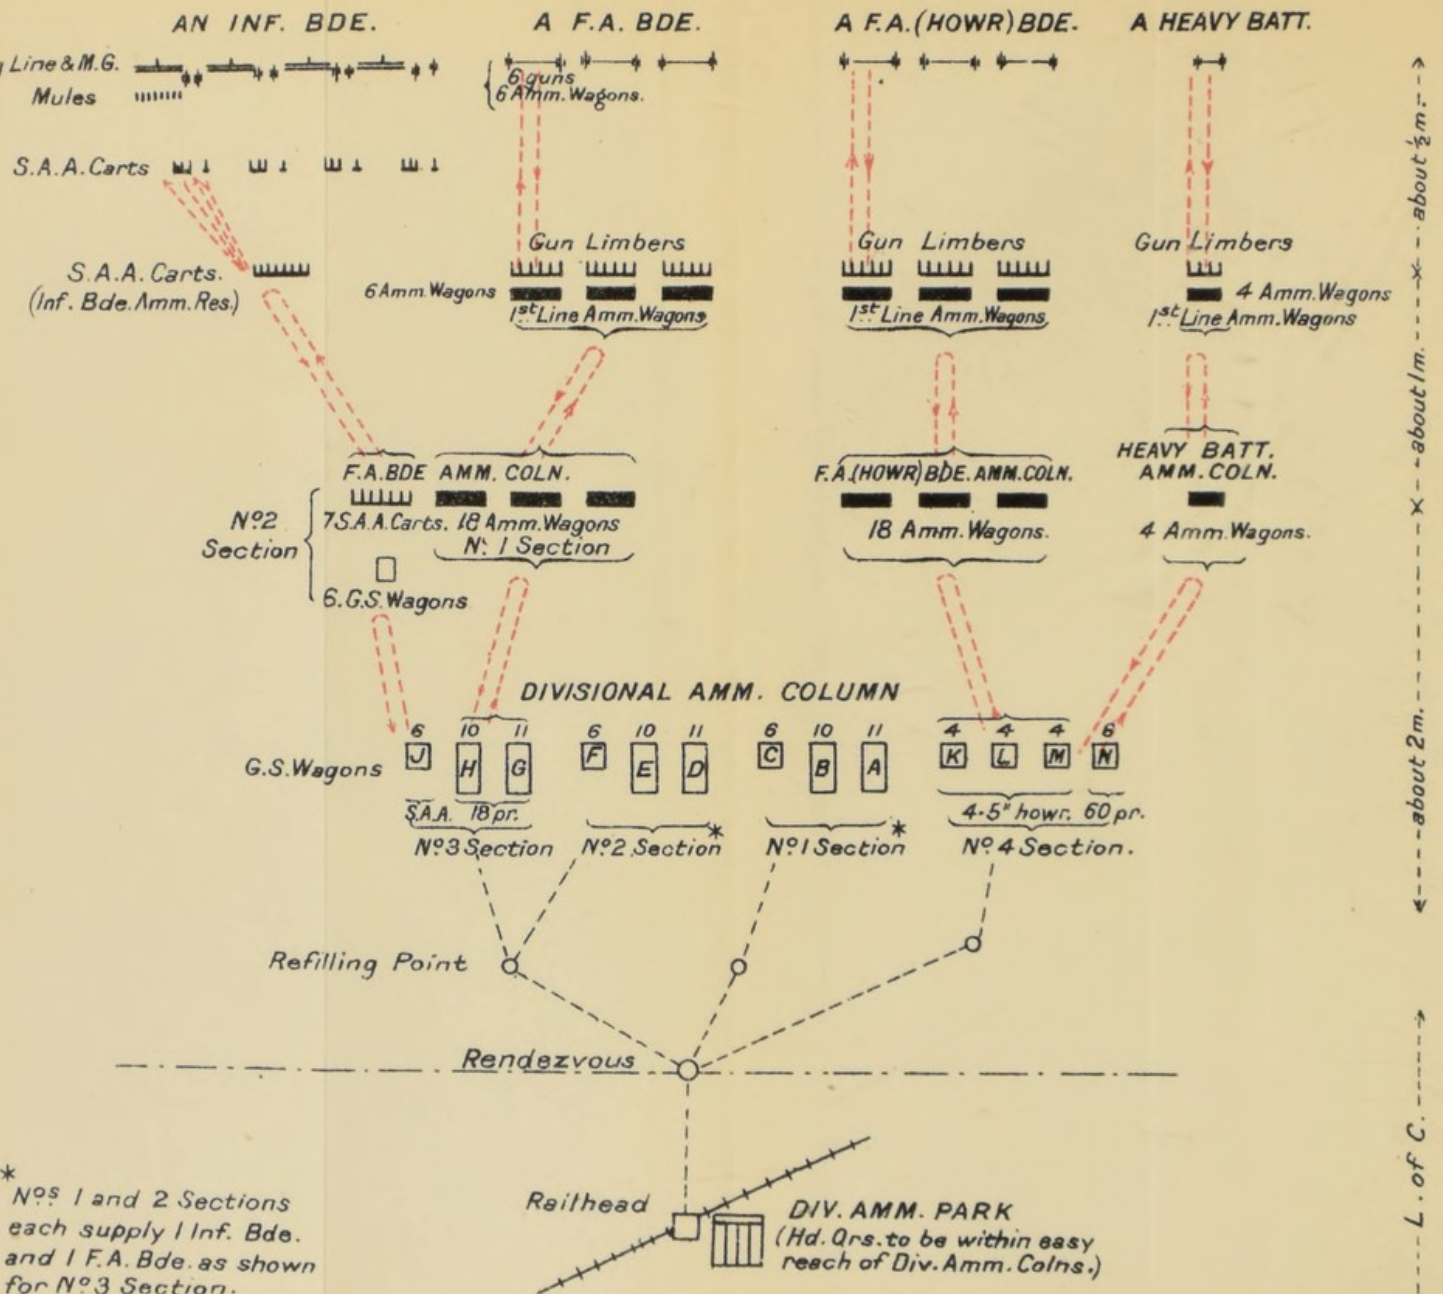 AN INF. BDE.
A F.A. BDE.
A F.A.(HOWR) BDE.
A HEAVY BATT.
Line & M.G.
Mules
6 guns
6 Amm. Wagons.
S.A.A. Carts
S.A.A. Carts.
(Inf. Bde. Amm. Res.)
Gun Limbers
6 Amm. Wagons
1st Line Amm. Wagons
Gun Limbers
1st Line Amm. Wagons
Gun Limbers
4 Amm. Wagons
1st Line Amm. Wagons
F.A. BDE AMM. COLN.
No 2
Section
7 S.A.A. Carts. 18 Amm. Wagons
No. 1 Section
6. G.S. Wagons
F.A.(HOWR) BDE. AMM. COLN.
18 Amm. Wagons.
HEAVY BATT.
AMM. COLN.
4 Amm. Wagons.
DIVISIONAL AMM. COLUMN
6 10 11 6 10 11 6 10 11 4 4 4 6
G.S. Wagons J H G F E D C B A K L M N
S.A.A. 18 pr. 4·5" howr. 60 pr.
No 3 Section No 2 Section* No 1 Section* No 4 Section.
Refilling Point
Rendezvous
Railhead
DIV. AMM. PARK
(Hd. Qrs. to be within easy
reach of Div. Amm. Colns.)
*
Nos 1 and 2 Sections
each supply 1 Inf. Bde.
and 1 F.A. Bde. as shown
for No 3 Section.
about ½ m.
about 1 m.
about 2 m.
L. of C.